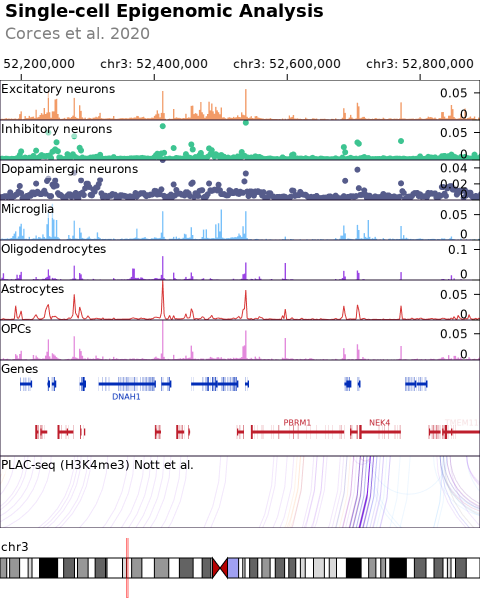 Single-cell Epigenomic Analysis
Corces et al. 2020
52,200,000 chr3: 52,400,000 chr3: 52,600,000 chr3: 52,800,000
Excitatory neurons 0.05
0
Inhibitory neurons 0.05
0
Dopaminergic neurons 0.04
0.02
0
Microglia 0.05
0
Oligodendrocytes 0.1
0
Astrocytes 0.05
0
OPCs 0.05
0
Genes
DNAH1
PBRM1 NEK4
PLAC-seq (H3K4me3) Nott et al.
chr3